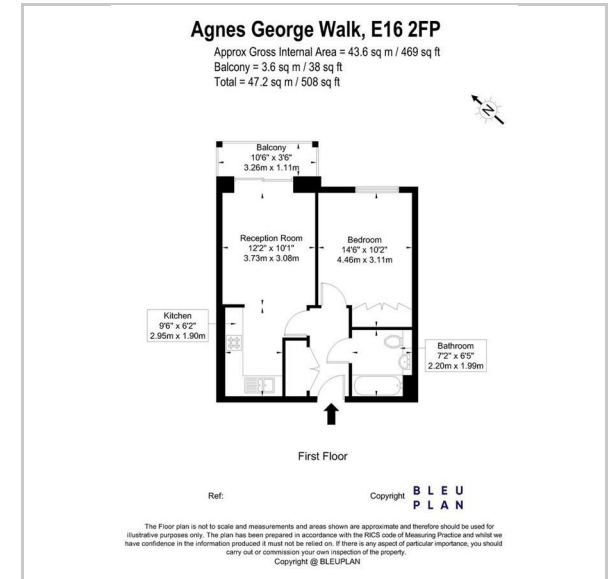 Agnes George Walk, E16 2FP
Approx Gross Internal Area = 43.6 sq m / 469 sq ft
Balcony = 3.6 sq m / 38 sq ft
Total = 47.2 sq m / 508 sq ft
N
Balcony
10'6" x 3'6"
3.26m x 1.11m
Reception Room
12'2" x 10'1"
3.73m x 3.08m
Bedroom
14'6" x 10'2"
4.46m x 3.11m
Kitchen
9'6" x 6'2"
2.95m x 1.90m
Bathroom
7'2" x 6'5"
2.20m x 1.99m
First Floor
Ref:
Copyright
BLEU
PLAN
The Floor plan is not to scale and measurements and areas shown are approximate and therefore should be used for
illustrative purposes only. The plan has been prepared in accordance with the RICS code of Measuring Practice and whilst we
have confidence in the information produced it must not be relied on. If there is any aspect of particular importance, you should
carry out or commission your own inspection of the property.
Copyright @ BLEUPLAN